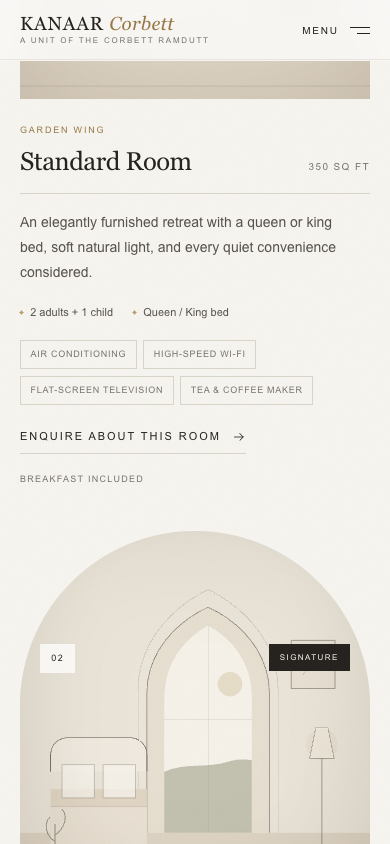 KANAAR Corbett
A UNIT OF THE CORBETT RAMDUTT
MENU
GARDEN WING
Standard Room
350 SQ FT
An elegantly furnished retreat with a queen or king
bed, soft natural light, and every quiet convenience
considered.
✦ 2 adults + 1 child ✦ Queen / King bed
AIR CONDITIONING HIGH-SPEED WI-FI
FLAT-SCREEN TELEVISION TEA & COFFEE MAKER
ENQUIRE ABOUT THIS ROOM →
BREAKFAST INCLUDED
02
SIGNATURE